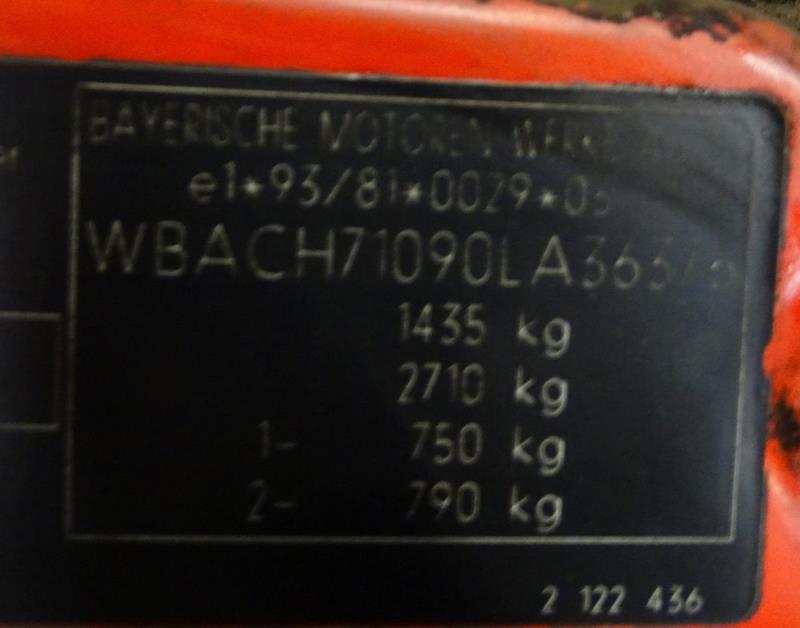 BAYERISCHE MOTOREN WERKE
e1*93/81*0029*
1435 kg
2710 kg
1- 750 kg
2- 790 kg
2 122 436